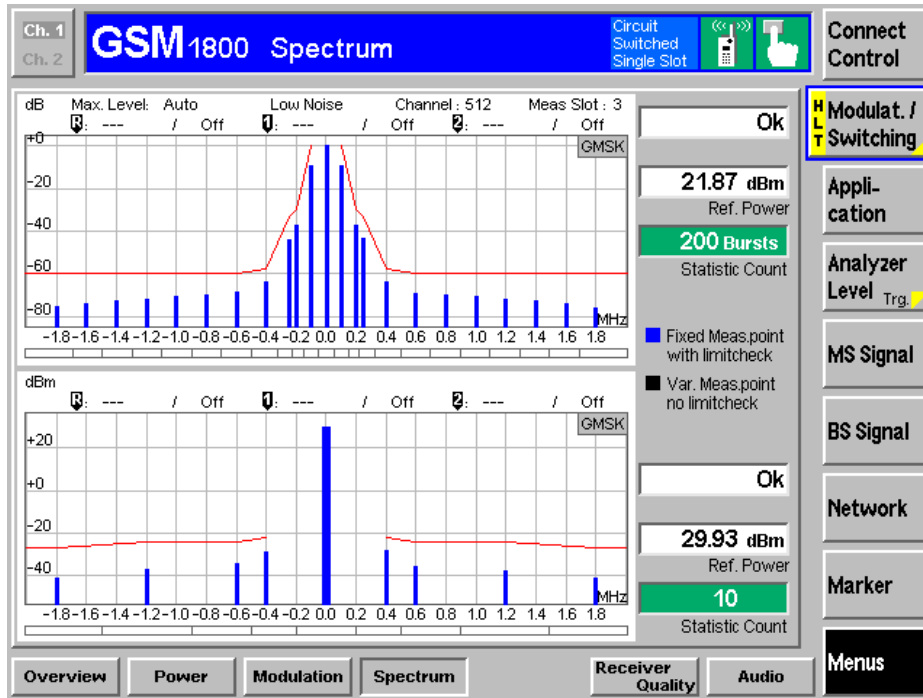 Ch. 1
Ch. 2
GSM 1800 Spectrum
Circuit
Switched
Single Slot
Connect
Control
dB Max. Level: Auto Low Noise Channel : 512 Meas Slot : 3
R: --- / Off 1: --- / Off 2: --- / Off
GMSK
+0
-20
-40
-60
-80
MHz
-1.8 -1.6 -1.4 -1.2 -1.0 -0.8 -0.6 -0.4 -0.2 0.0 0.2 0.4 0.6 0.8 1.0 1.2 1.4 1.6 1.8
Ok
21.87 dBm
Ref. Power
200 Bursts
Statistic Count
Fixed Meas.point
with limitcheck
Var. Meas.point
no limitcheck
dBm
R: --- / Off 1: --- / Off 2: --- / Off
GMSK
+20
+0
-20
-40
MHz
-1.8 -1.6 -1.4 -1.2 -1.0 -0.8 -0.6 -0.4 -0.2 0.0 0.2 0.4 0.6 0.8 1.0 1.2 1.4 1.6 1.8
Ok
29.93 dBm
Ref. Power
10
Statistic Count
HLT
Modulat. /
Switching
Appli-
cation
Analyzer
Level Trg.
MS Signal
BS Signal
Network
Marker
Menus
Overview
Power
Modulation
Spectrum
Receiver
Quality
Audio